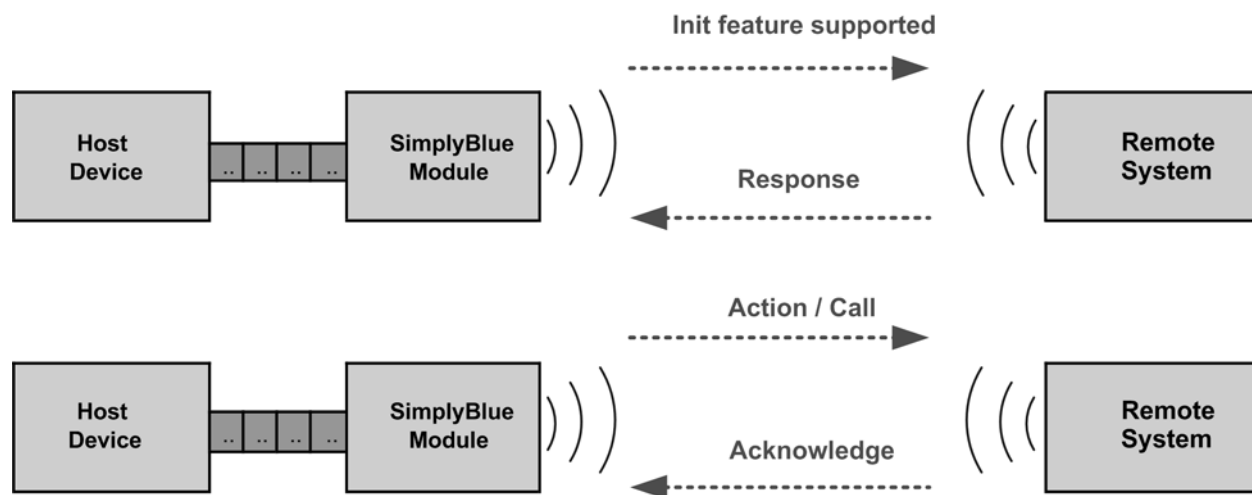 Init feature supported
Host
Device
.. .. .. ..
SimplyBlue
Module
Response
Remote
System
Action / Call
Host
Device
.. .. .. ..
SimplyBlue
Module
Acknowledge
Remote
System